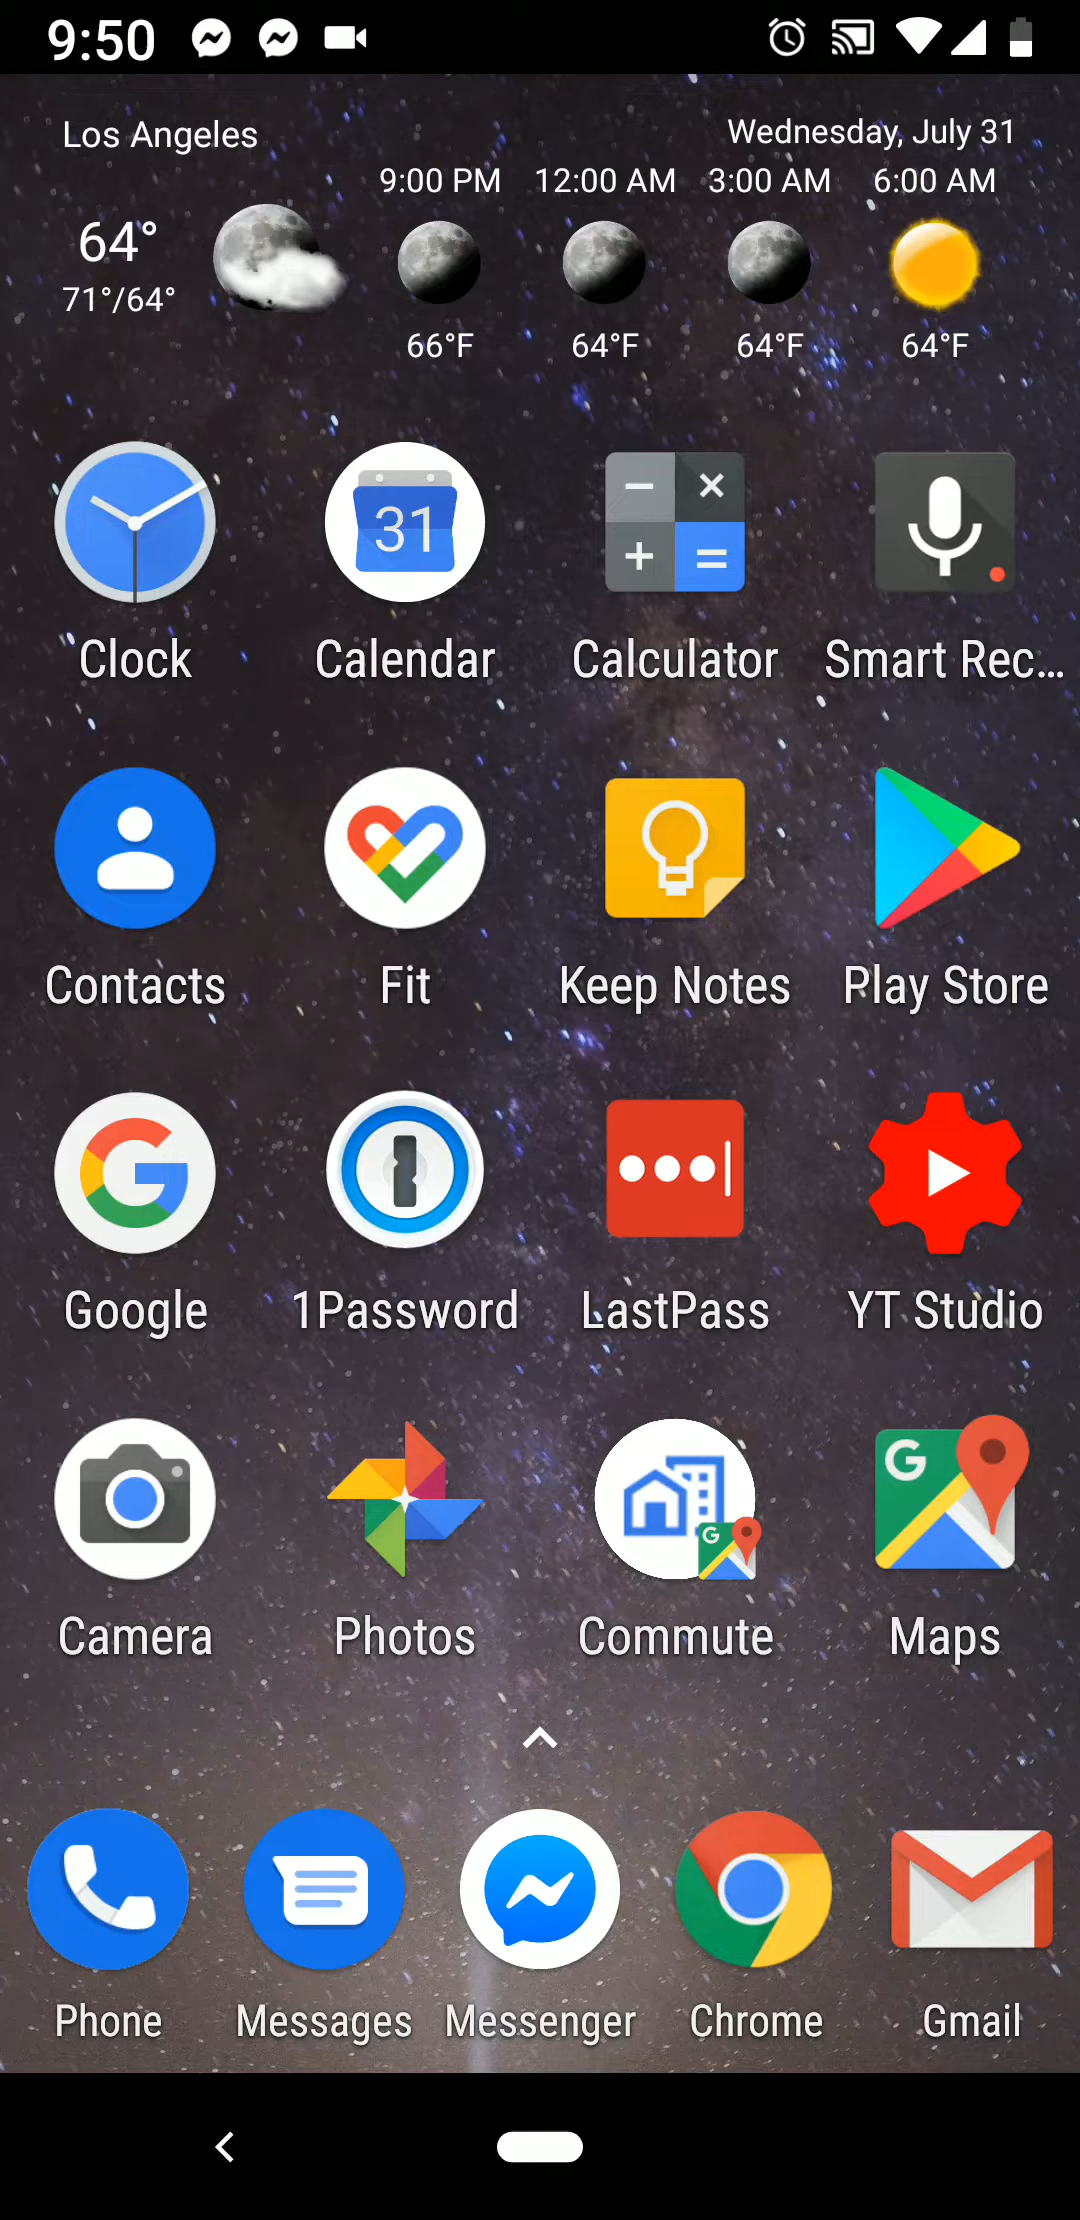 9:50
Los Angeles
Wednesday, July 31
9:00 PM 12:00 AM 3:00 AM 6:00 AM
64°
71°/64°
66°F 64°F 64°F 64°F
31
Clock Calendar Calculator Smart Rec...
Contacts Fit Keep Notes Play Store
Google 1Password LastPass YT Studio
G
G
Camera Photos Commute Maps
Phone Messages Messenger Chrome Gmail